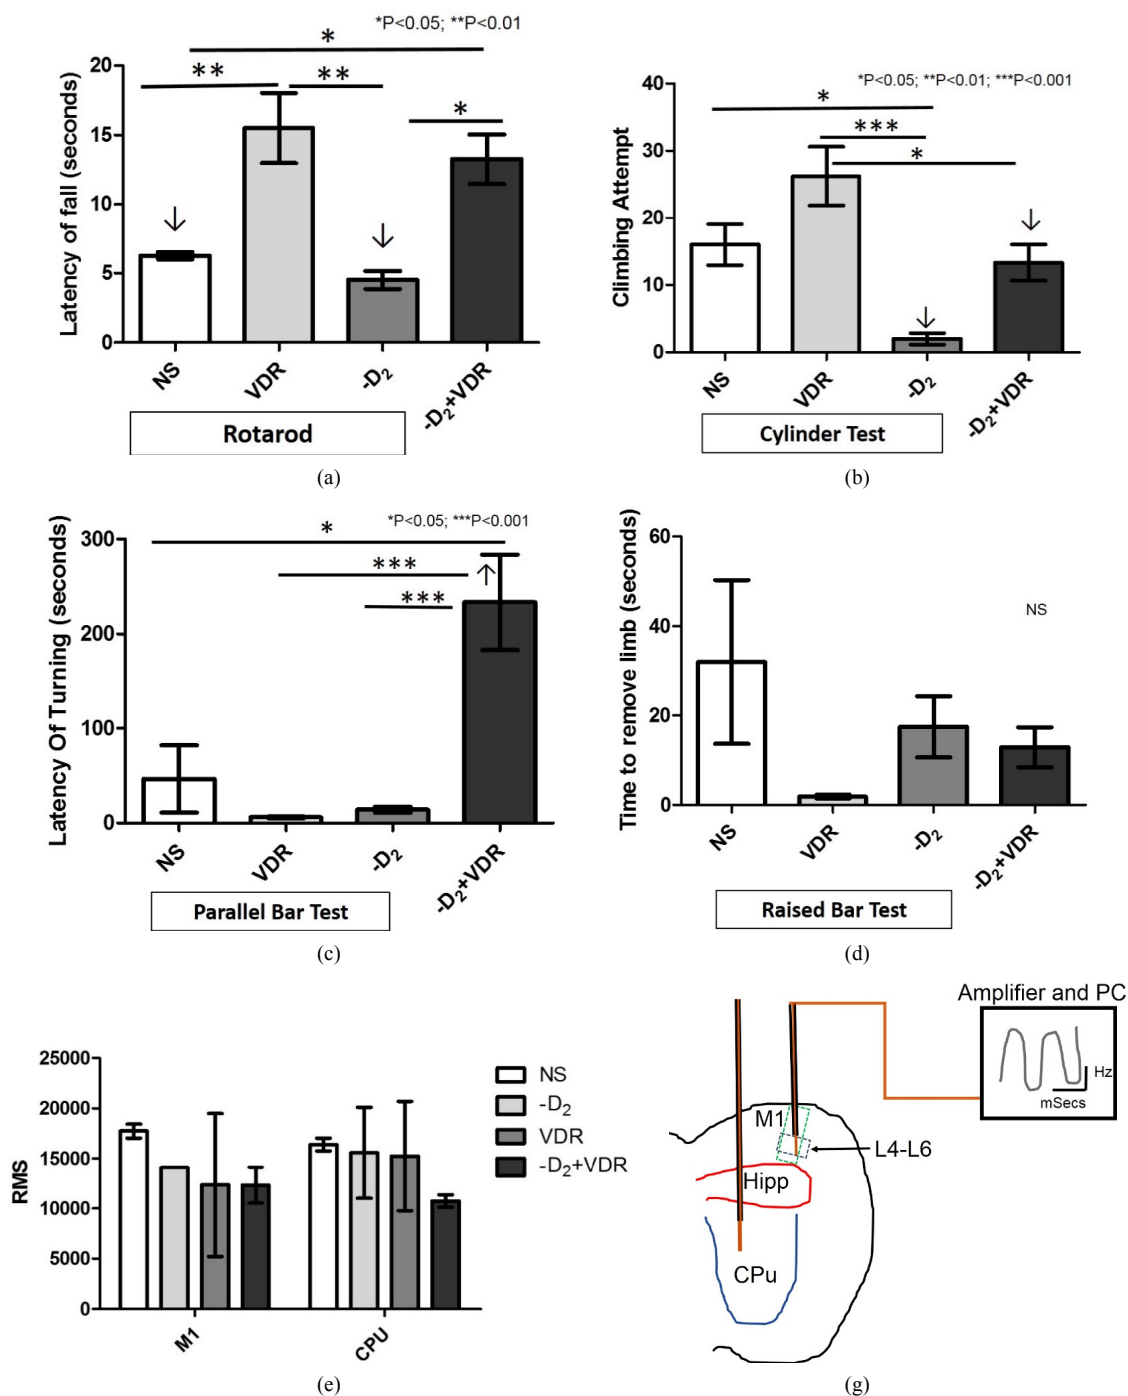 *P<0.05; **P<0.01
*
**
**
*
Latency of fall (seconds)
20
15
10
5
0
↓
↓
NS
VDR
-D2
-D2+VDR
Rotarod
(a)
*P<0.05; **P<0.01; ***P<0.001
*
***
*
Climbing Attempt
40
30
20
10
0
↓
↓
NS
VDR
-D2
-D2+VDR
Cylinder Test
(b)
*P<0.05; ***P<0.001
*
***
***
Latency Of Turning (seconds)
300
200
100
0
↑
NS
VDR
-D2
-D2+VDR
Parallel Bar Test
(c)
Time to remove limb (seconds)
60
40
20
0
NS
NS
VDR
-D2
-D2+VDR
Raised Bar Test
(d)
RMS
25000
20000
15000
10000
5000
0
M1
CPU
NS
-D2
VDR
-D2+VDR
(e)
Amplifier and PC
Hz
mSecs
M1
L4-L6
Hipp
CPu
(g)